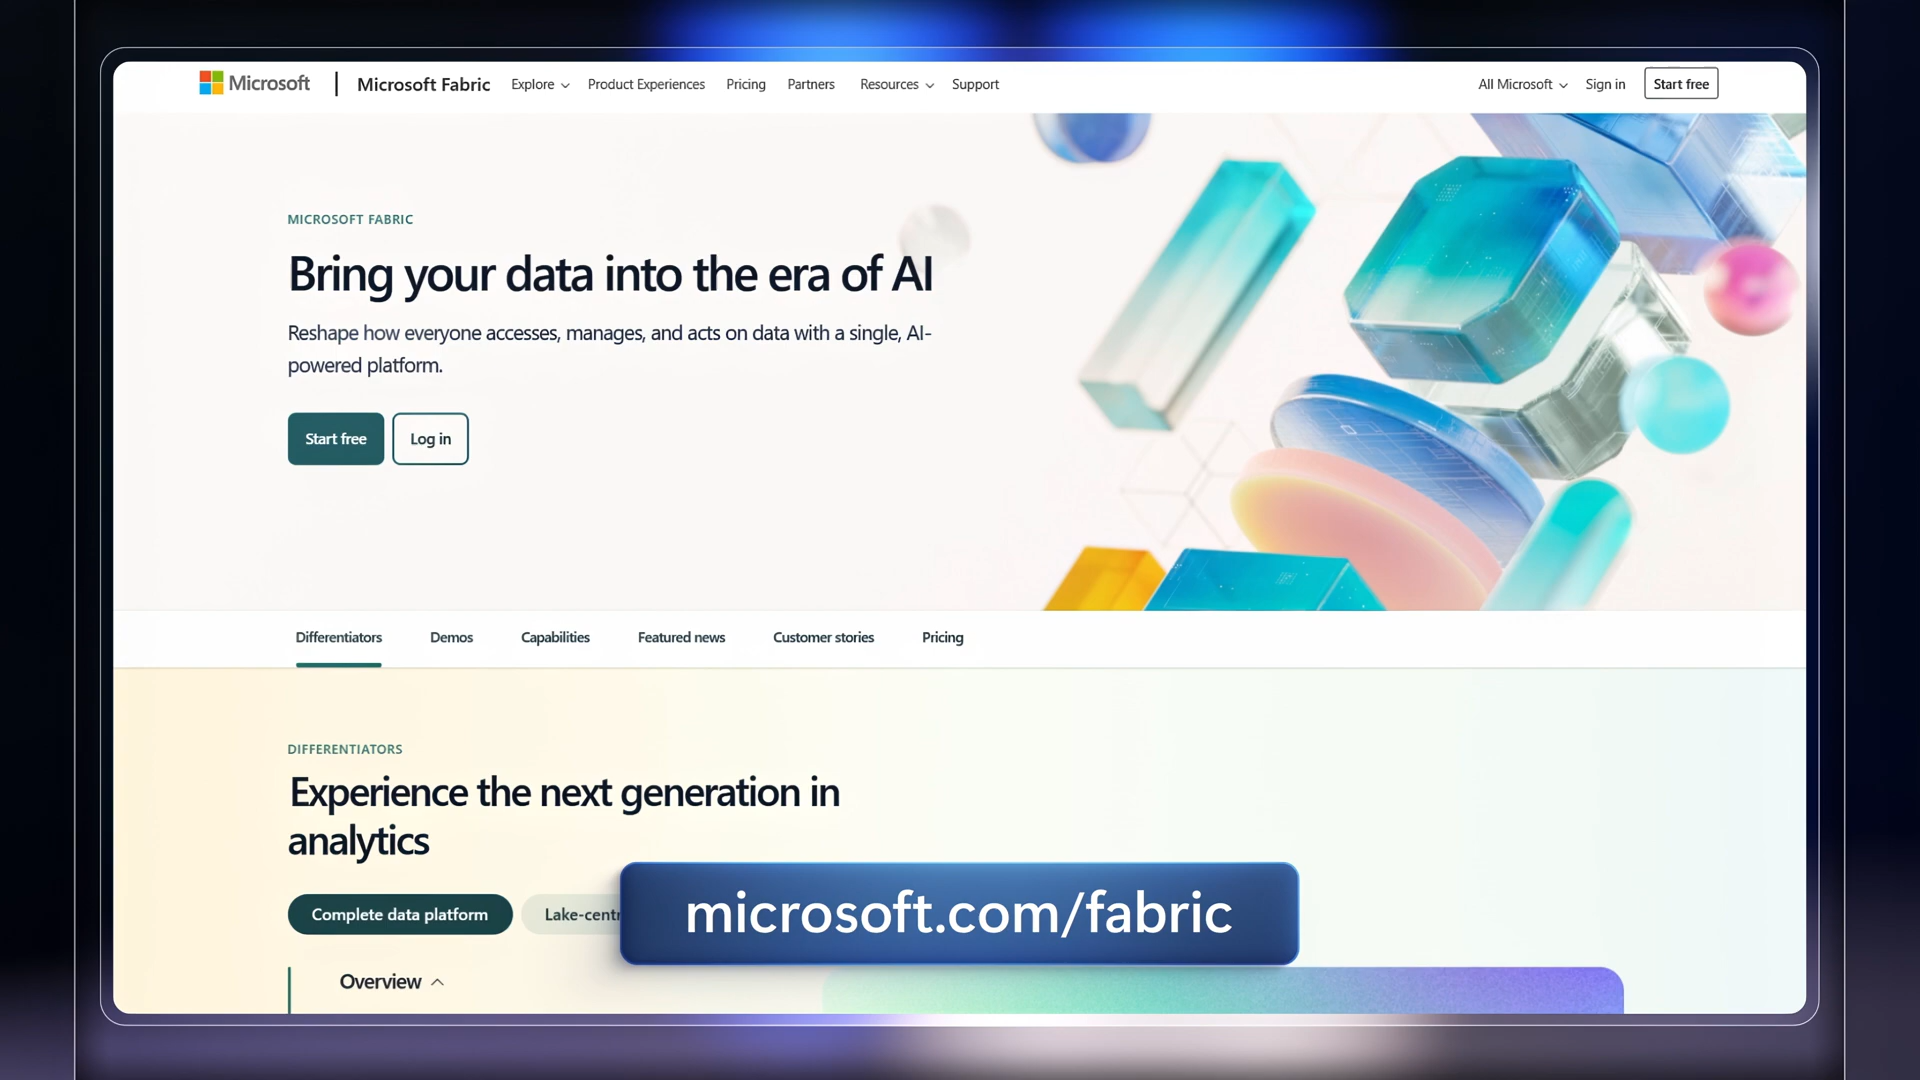 Microsoft
Microsoft Fabric
Explore
Product Experiences
Pricing
Partners
Resources
Support
All Microsoft
Sign in
Start free
MICROSOFT FABRIC
Bring your data into the era of AI
Reshape how everyone accesses, manages, and acts on data with a single, AI-
powered platform.
Start free
Log in
Differentiators
Demos
Capabilities
Featured news
Customer stories
Pricing
DIFFERENTIATORS
Experience the next generation in
analytics
Complete data platform
microsoft.com/fabric
Overview